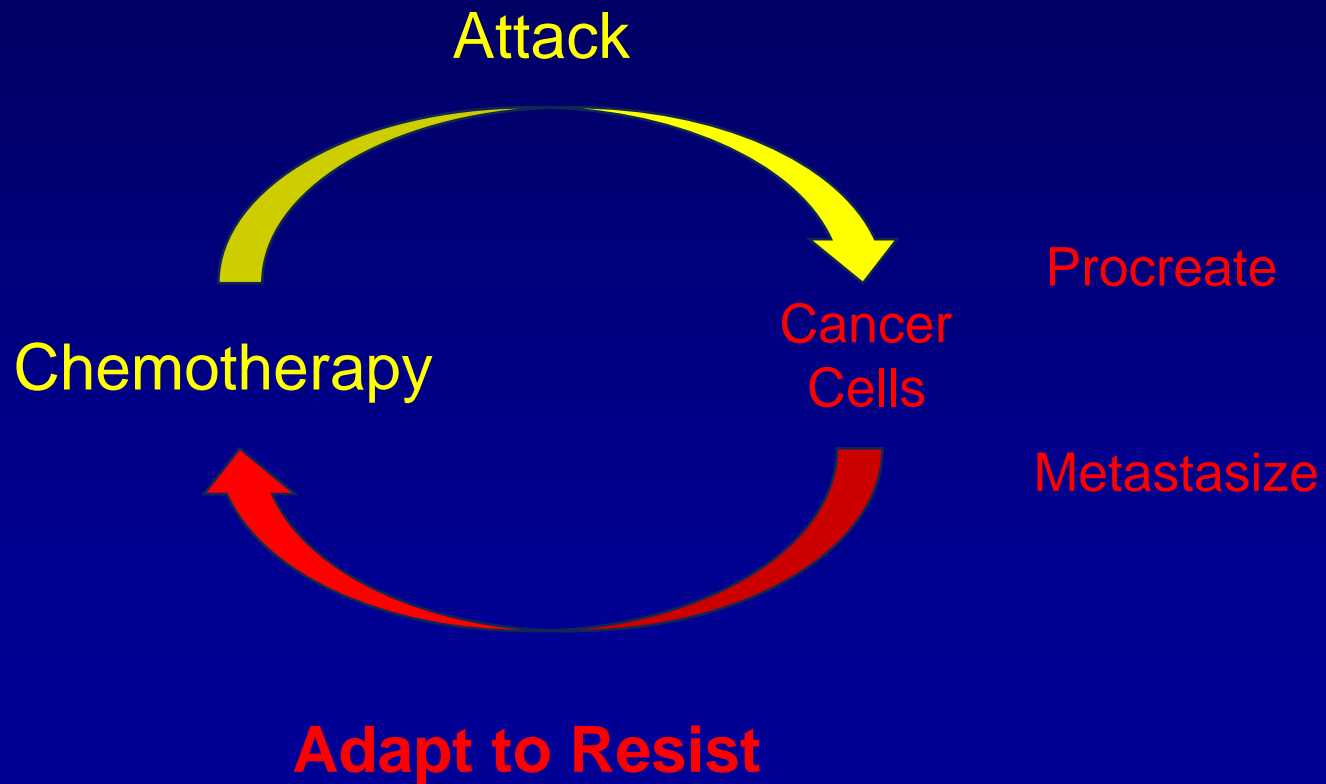 Attack
Procreate
Cancer
Cells
Chemotherapy
Metastasize
Adapt to Resist